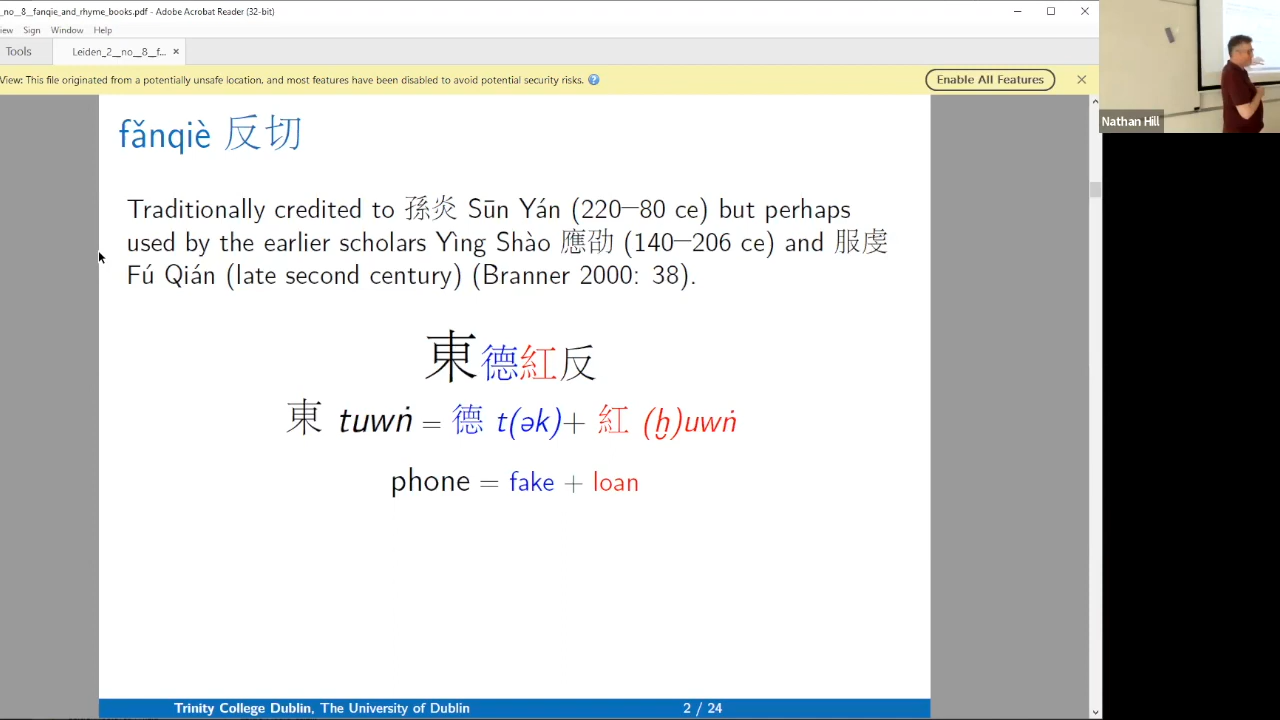 _no__8__fanqie_and_rhyme_books.pdf - Adobe Acrobat Reader (32-bit)
iew Sign Window Help
Tools
Leiden_2__no__8__f... ×
View: This file originated from a potentially unsafe location, and most features have been disabled to avoid potential security risks.
Enable All Features
Nathan Hill
fǎnqiè 反切
Traditionally credited to 孫炎 Sūn Yán (220–80 ce) but perhaps
used by the earlier scholars Yìng Shào 應劭 (140–206 ce) and 服虔
Fú Qián (late second century) (Branner 2000: 38).
東德紅反
東 tuwṅ = 德 t(ək)+ 紅 (ḫ)uwṅ
phone = fake + loan
Trinity College Dublin, The University of Dublin
2 / 24